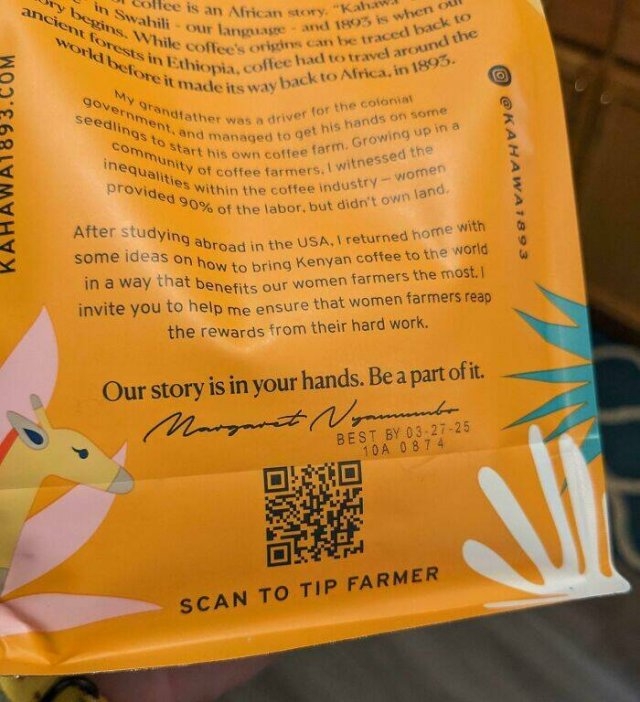 coffee is an African story. "Kahawa
in Swahili - our language - and 1893 is when our
begins. While coffee's origins can be traced back to
ancient forests in Ethiopia, coffee had to travel around the
world before it made its way back to Africa, in 1893.
My grandfather was a driver for the colonial
government, and managed to get his hands on some
seedlings to start his own coffee farm. Growing up in a
community of coffee farmers, I witnessed the
inequalities within the coffee industry — women
provided 90% of the labor, but didn't own land.
After studying abroad in the USA, I returned home with
some ideas on how to bring Kenyan coffee to the world
in a way that benefits our women farmers the most. I
invite you to help me ensure that women farmers reap
the rewards from their hard work.
Our story is in your hands. Be a part of it.
Margaret
BEST BY 03-27-25
10A 0874
SCAN TO TIP FARMER
KAHAWA1893.COM
@KAHAWA1893